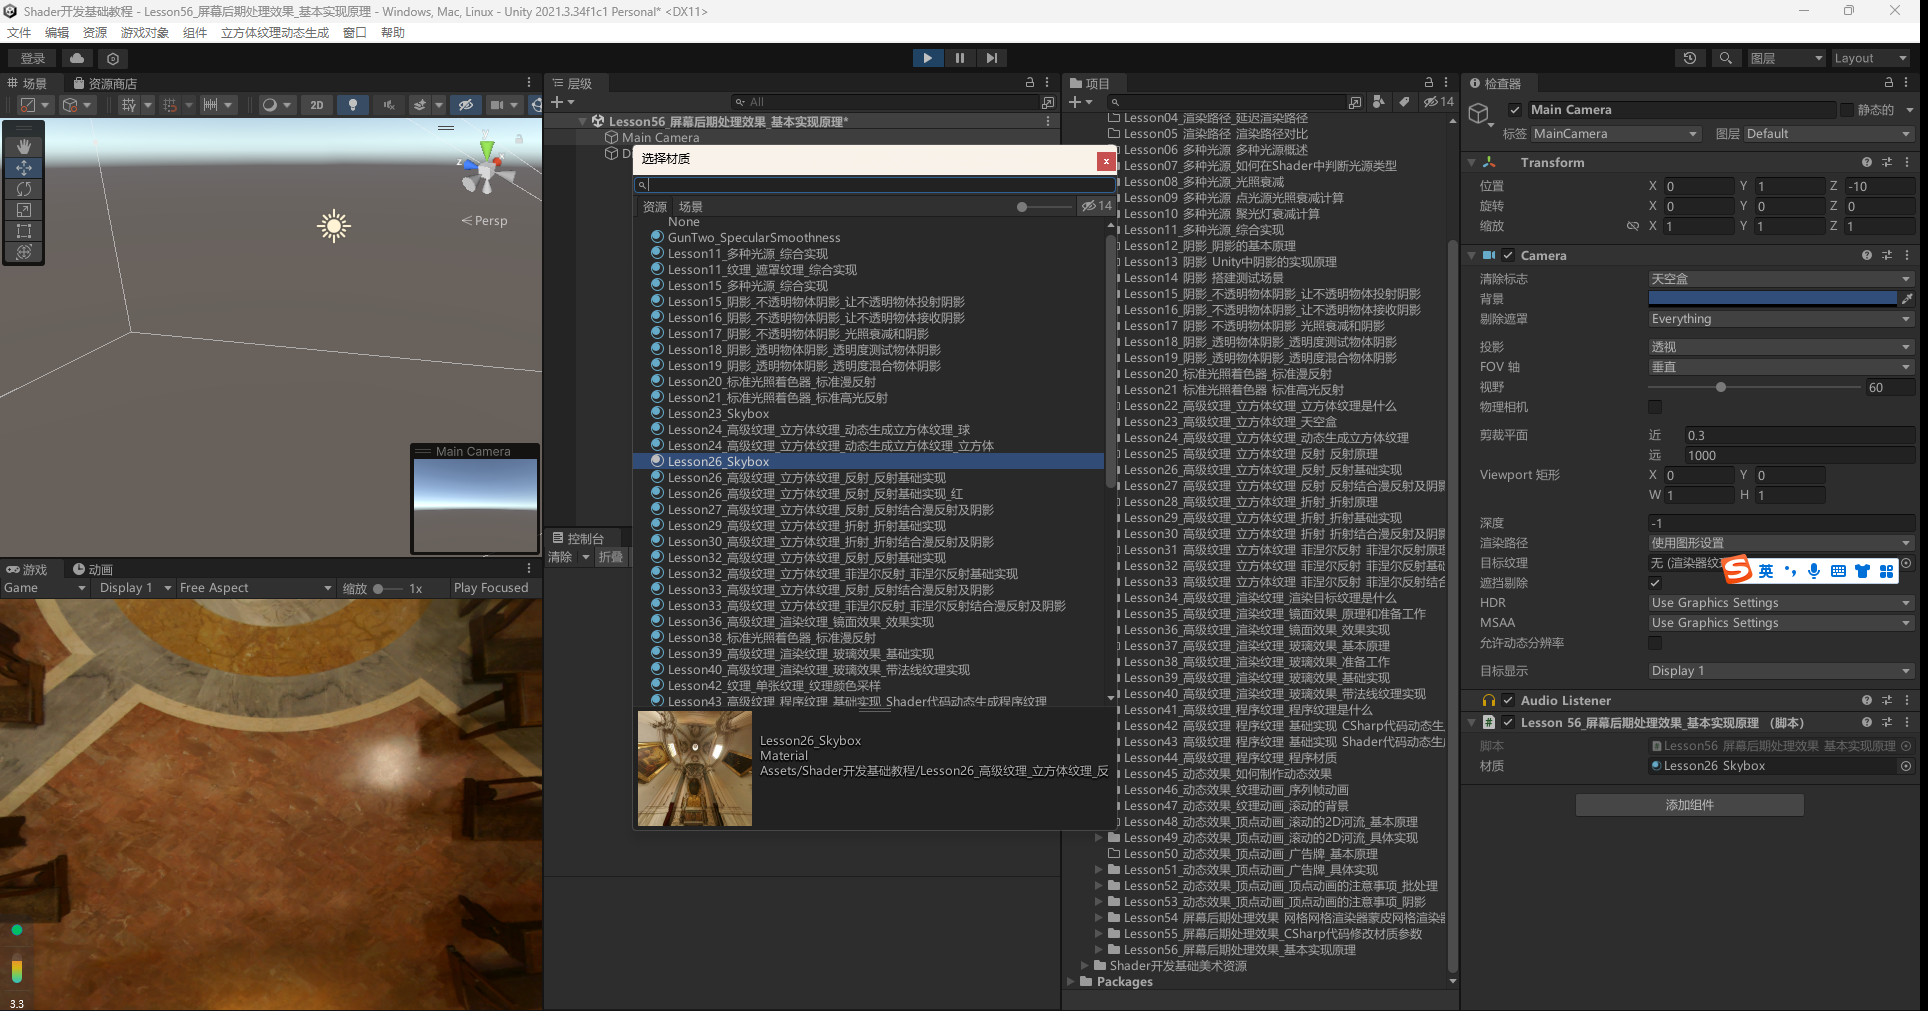 Shader开发基础教程 - Lesson56_屏幕后期处理效果_基本实现原理 - Windows, Mac, Linux - Unity 2021.3.34f1c1 Personal* <DX11>
文件 编辑 资源 游戏对象 组件 立方体纹理动态生成 窗口 帮助
登录
图层 Layout
场景 资源商店
2D
Persp
Main Camera
游戏 动画
Game Display 1 Free Aspect 缩放 1x Play Focused
3.3
层级
All
Lesson56_屏幕后期处理效果_基本实现原理*
Main Camera
D
控制台
清除 折叠
选择材质
资源 场景 14
None
GunTwo_SpecularSmoothness
Lesson11_多种光源_综合实现
Lesson11_纹理_遮罩纹理_综合实现
Lesson15_多种光源_综合实现
Lesson15_阴影_不透明物体阴影_让不透明物体投射阴影
Lesson16_阴影_不透明物体阴影_让不透明物体接收阴影
Lesson17_阴影_不透明物体阴影_光照衰减和阴影
Lesson18_阴影_透明物体阴影_透明度测试物体阴影
Lesson19_阴影_透明物体阴影_透明度混合物体阴影
Lesson20_标准光照着色器_标准漫反射
Lesson21_标准光照着色器_标准高光反射
Lesson23_Skybox
Lesson24_高级纹理_立方体纹理_动态生成立方体纹理_球
Lesson24_高级纹理_立方体纹理_动态生成立方体纹理_立方体
Lesson26_Skybox
Lesson26_高级纹理_立方体纹理_反射_反射基础实现
Lesson26_高级纹理_立方体纹理_反射_反射基础实现_红
Lesson27_高级纹理_立方体纹理_反射_反射结合漫反射及阴影
Lesson29_高级纹理_立方体纹理_折射_折射基础实现
Lesson30_高级纹理_立方体纹理_折射_折射结合漫反射及阴影
Lesson32_高级纹理_立方体纹理_反射_反射基础实现
Lesson32_高级纹理_立方体纹理_菲涅尔反射_菲涅尔反射基础实现
Lesson33_高级纹理_立方体纹理_反射_反射结合漫反射及阴影
Lesson33_高级纹理_立方体纹理_菲涅尔反射_菲涅尔反射结合漫反射及阴影
Lesson36_高级纹理_渲染纹理_镜面效果_效果实现
Lesson38_标准光照着色器_标准漫反射
Lesson39_高级纹理_渲染纹理_玻璃效果_基础实现
Lesson40_高级纹理_渲染纹理_玻璃效果_带法线纹理实现
Lesson42_纹理_单张纹理_纹理颜色采样
Lesson43_高级纹理_程序纹理_基础实现_Shader代码动态生成程序纹理
Lesson26_Skybox
Material
Assets/Shader开发基础教程/Lesson26_高级纹理_立方体纹理_反
项目
14
Lesson04_渲染路径_延迟渲染路径
Lesson05_渲染路径_渲染路径对比
Lesson06_多种光源_多种光源概述
Lesson07_多种光源_如何在Shader中判断光源类型
Lesson08_多种光源_光照衰减
Lesson09_多种光源_点光源光照衰减计算
Lesson10_多种光源_聚光灯衰减计算
Lesson11_多种光源_综合实现
Lesson12_阴影_阴影的基本原理
Lesson13_阴影_Unity中阴影的实现原理
Lesson14_阴影_搭建测试场景
Lesson15_阴影_不透明物体阴影_让不透明物体投射阴影
Lesson16_阴影_不透明物体阴影_让不透明物体接收阴影
Lesson17_阴影_不透明物体阴影_光照衰减和阴影
Lesson18_阴影_透明物体阴影_透明度测试物体阴影
Lesson19_阴影_透明物体阴影_透明度混合物体阴影
Lesson20_标准光照着色器_标准漫反射
Lesson21_标准光照着色器_标准高光反射
Lesson22_高级纹理_立方体纹理_立方体纹理是什么
Lesson23_高级纹理_立方体纹理_天空盒
Lesson24_高级纹理_立方体纹理_动态生成立方体纹理
Lesson25_高级纹理_立方体纹理_反射_反射原理
Lesson26_高级纹理_立方体纹理_反射_反射基础实现
Lesson27_高级纹理_立方体纹理_反射_反射结合漫反射及阴影
Lesson28_高级纹理_立方体纹理_折射_折射原理
Lesson29_高级纹理_立方体纹理_折射_折射基础实现
Lesson30_高级纹理_立方体纹理_折射_折射结合漫反射及阴影
Lesson31_高级纹理_立方体纹理_菲涅尔反射_菲涅尔反射原理
Lesson32_高级纹理_立方体纹理_菲涅尔反射_菲涅尔反射基础
Lesson33_高级纹理_立方体纹理_菲涅尔反射_菲涅尔反射结合
Lesson34_高级纹理_渲染纹理_渲染目标纹理是什么
Lesson35_高级纹理_渲染纹理_镜面效果_原理和准备工作
Lesson36_高级纹理_渲染纹理_镜面效果_效果实现
Lesson37_高级纹理_渲染纹理_玻璃效果_基本原理
Lesson38_高级纹理_渲染纹理_玻璃效果_准备工作
Lesson39_高级纹理_渲染纹理_玻璃效果_基础实现
Lesson40_高级纹理_渲染纹理_玻璃效果_带法线纹理实现
Lesson41_高级纹理_程序纹理_程序纹理是什么
Lesson42_高级纹理_程序纹理_基础实现_CSharp代码动态生
Lesson43_高级纹理_程序纹理_基础实现_Shader代码动态生
Lesson44_高级纹理_程序纹理_程序材质
Lesson45_动态效果_如何制作动态效果
Lesson46_动态效果_纹理动画_序列帧动画
Lesson47_动态效果_纹理动画_滚动的背景
Lesson48_动态效果_顶点动画_滚动的2D河流_基本原理
Lesson49_动态效果_顶点动画_滚动的2D河流_具体实现
Lesson50_动态效果_顶点动画_广告牌_基本原理
Lesson51_动态效果_顶点动画_广告牌_具体实现
Lesson52_动态效果_顶点动画_顶点动画的注意事项_批处理
Lesson53_动态效果_顶点动画_顶点动画的注意事项_阴影
Lesson54_屏幕后期处理效果_网格网格渲染器蒙皮网格渲染器
Lesson55_屏幕后期处理效果_CSharp代码修改材质参数
Lesson56_屏幕后期处理效果_基本实现原理
Shader开发基础美术资源
Packages
检查器
Main Camera 静态的
标签 MainCamera 图层 Default
Transform
位置 X 0 Y 1 Z -10
旋转 X 0 Y 0 Z 0
缩放 X 1 Y 1 Z 1
Camera
清除标志 天空盒
背景
剔除遮罩 Everything
投影 透视
FOV 轴 垂直
视野 60
物理相机
剪裁平面 近 0.3
远 1000
Viewport 矩形 X 0 Y 0
W 1 H 1
深度 -1
渲染路径 使用图形设置
目标纹理 无 (渲染器纹
英
遮挡剔除
HDR Use Graphics Settings
MSAA Use Graphics Settings
允许动态分辨率
目标显示 Display 1
Audio Listener
Lesson 56_屏幕后期处理效果_基本实现原理 （脚本）
脚本 Lesson56_屏幕后期处理效果_基本实现原理
材质 Lesson26_Skybox
添加组件